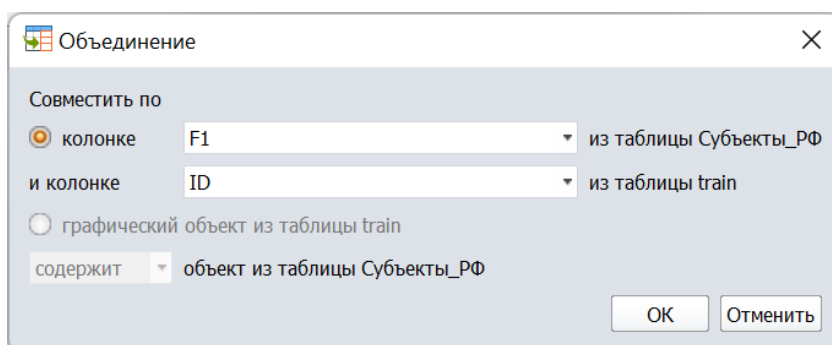 Объединение
Совместить по
колонке F1 из таблицы Субъекты_РФ
и колонке ID из таблицы train
графический объект из таблицы train
содержит объект из таблицы Субъекты_РФ
ОК Отменить